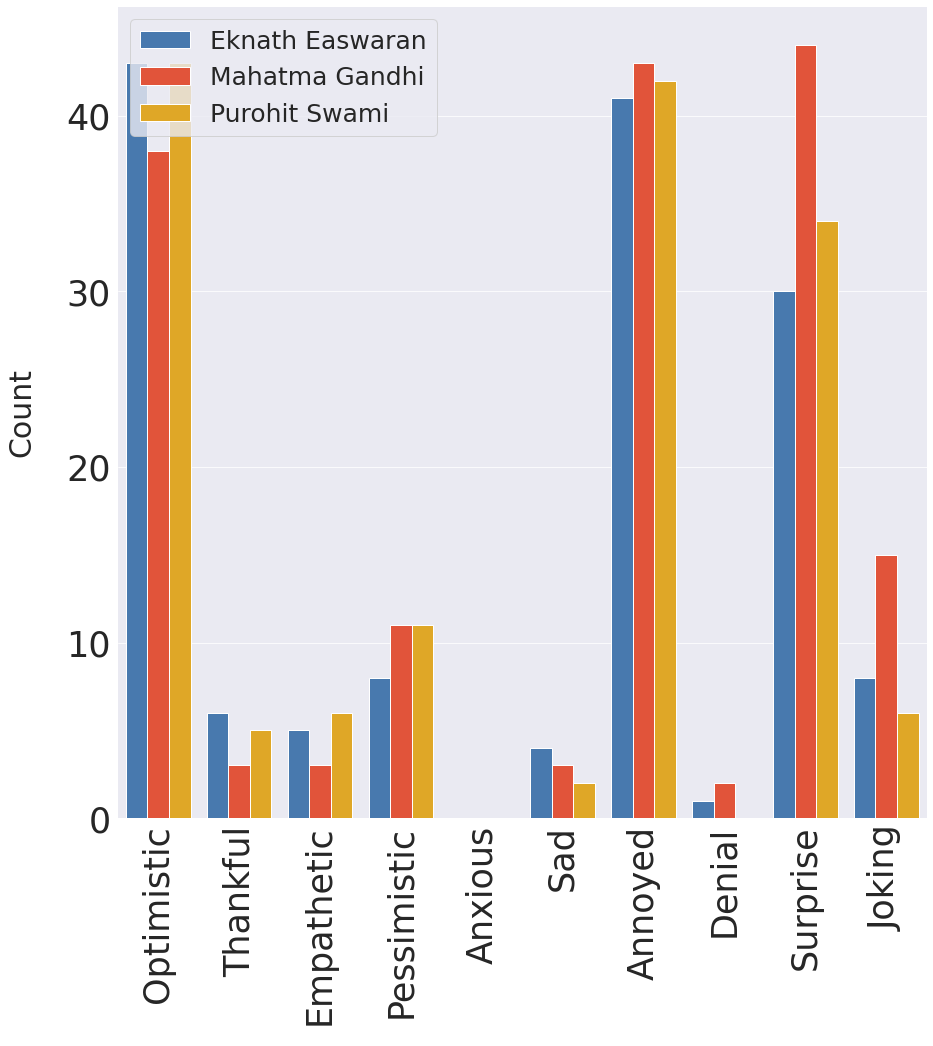 Eknath Easwaran
Mahatma Gandhi
Purohit Swami
Count
40
30
20
10
0
Optimistic
Thankful
Empathetic
Pessimistic
Anxious
Sad
Annoyed
Denial
Surprise
Joking